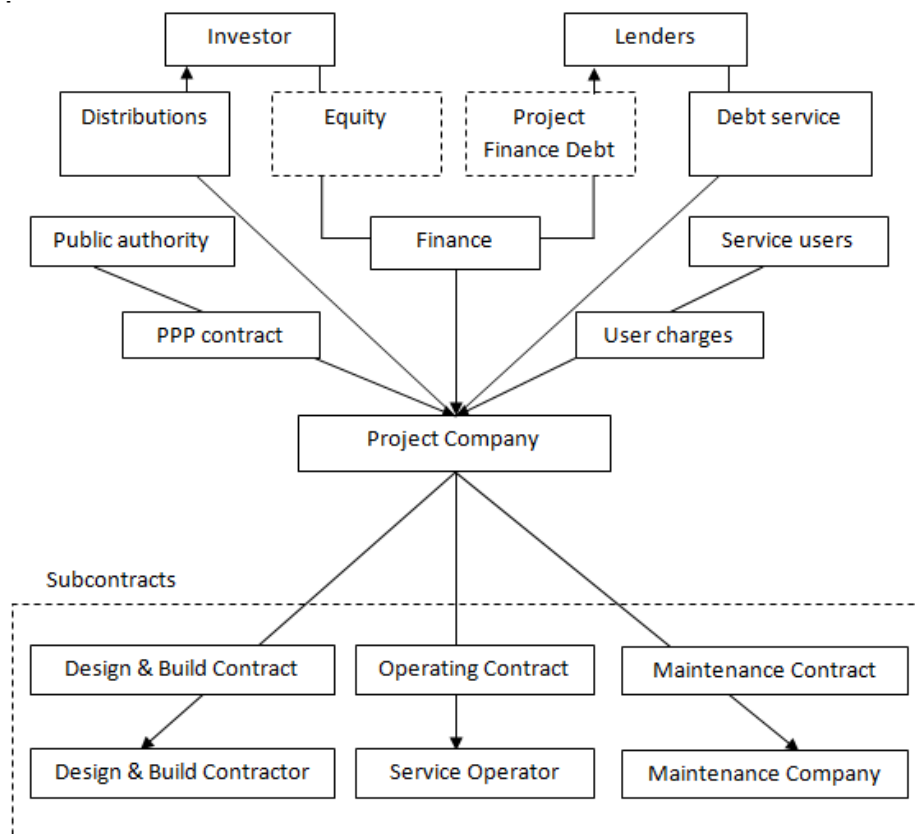 Investor
Lenders
Distributions
Equity
Project
Finance Debt
Debt service
Public authority
Finance
Service users
PPP contract
User charges
Project Company
Subcontracts
Design & Build Contract
Operating Contract
Maintenance Contract
Design & Build Contractor
Service Operator
Maintenance Company